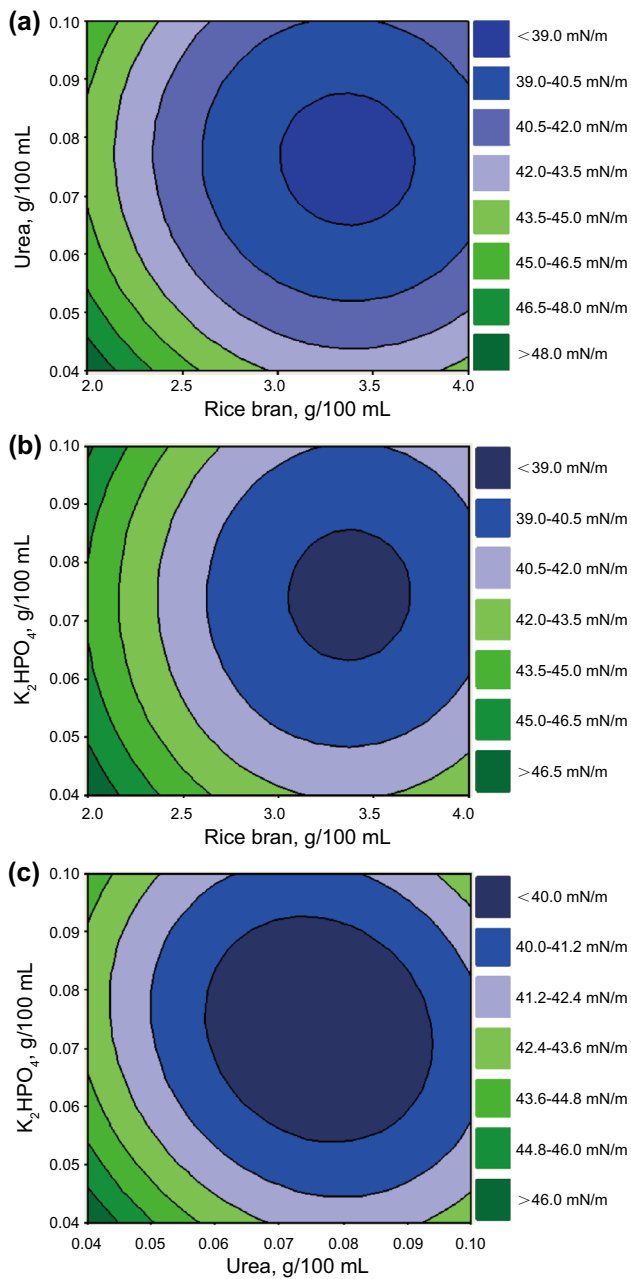 (a)
0.10
0.09
0.08
0.07
0.06
0.05
0.04
Urea, g/100 mL
2.0 2.5 3.0 3.5 4.0
Rice bran, g/100 mL
<39.0 mN/m
39.0-40.5 mN/m
40.5-42.0 mN/m
42.0-43.5 mN/m
43.5-45.0 mN/m
45.0-46.5 mN/m
46.5-48.0 mN/m
>48.0 mN/m
(b)
0.10
0.09
0.08
0.07
0.06
0.05
0.04
K₂HPO₄, g/100 mL
2.0 2.5 3.0 3.5 4.0
Rice bran, g/100 mL
<39.0 mN/m
39.0-40.5 mN/m
40.5-42.0 mN/m
42.0-43.5 mN/m
43.5-45.0 mN/m
45.0-46.5 mN/m
>46.5 mN/m
(c)
0.10
0.09
0.08
0.07
0.06
0.05
0.04
K₂HPO₄, g/100 mL
0.04 0.05 0.06 0.07 0.08 0.09 0.10
Urea, g/100 mL
<40.0 mN/m
40.0-41.2 mN/m
41.2-42.4 mN/m
42.4-43.6 mN/m
43.6-44.8 mN/m
44.8-46.0 mN/m
>46.0 mN/m